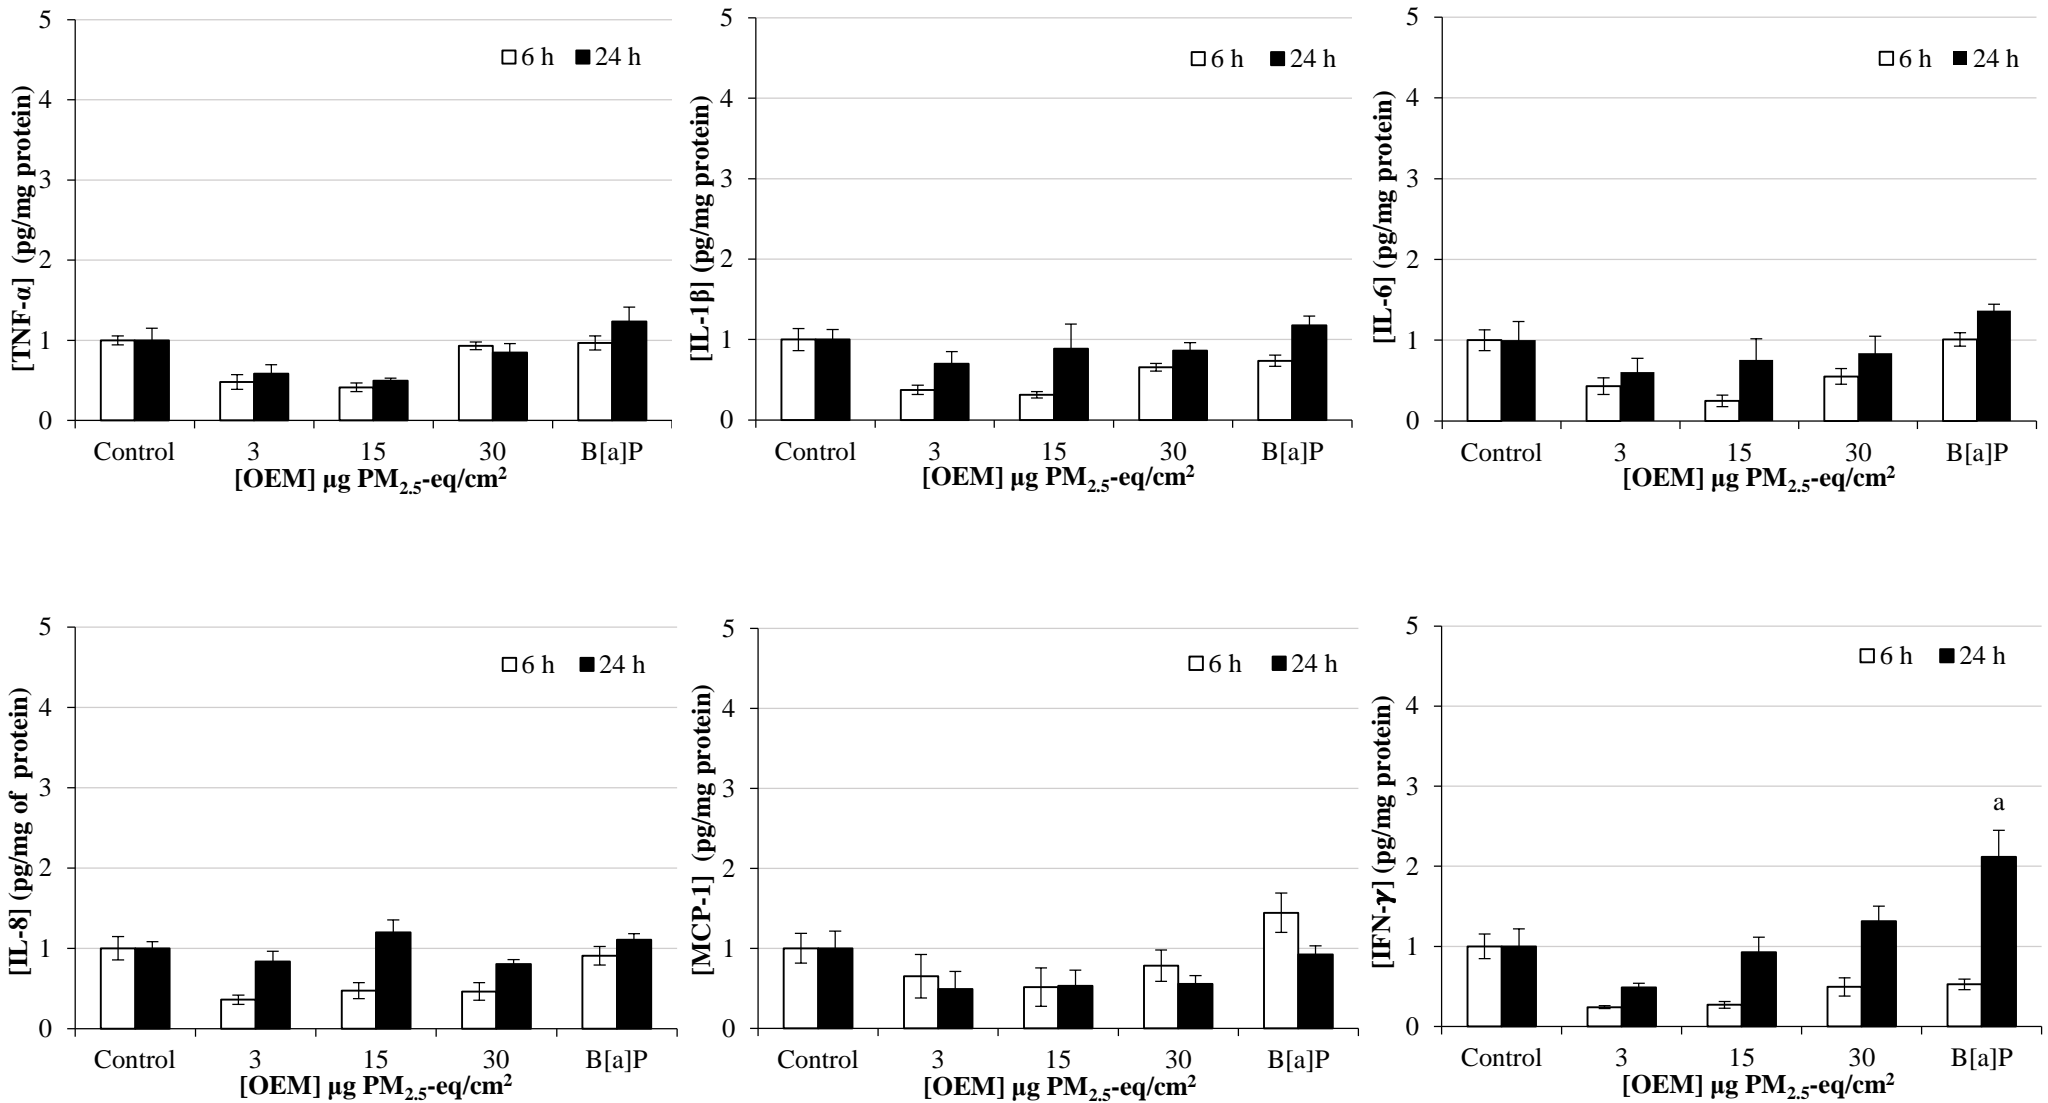 [TNF-α] (pg/mg protein)
5
4
3
2
1
0
6 h 24 h
Control 3 15 30 B[a]P
[OEM] µg PM2.5-eq/cm²
[IL-1β] (pg/mg protein)
5
4
3
2
1
0
6 h 24 h
Control 3 15 30 B[a]P
[OEM] µg PM2.5-eq/cm²
[IL-6] (pg/mg protein)
5
4
3
2
1
0
6 h 24 h
Control 3 15 30 B[a]P
[OEM] µg PM2.5-eq/cm²
[IL-8] (pg/mg of protein)
5
4
3
2
1
0
6 h 24 h
Control 3 15 30 B[a]P
[OEM] µg PM2.5-eq/cm²
[MCP-1] (pg/mg protein)
5
4
3
2
1
0
6 h 24 h
Control 3 15 30 B[a]P
[OEM] µg PM2.5-eq/cm²
[IFN-γ] (pg/mg protein)
5
4
3
2
1
0
6 h 24 h
a
Control 3 15 30 B[a]P
[OEM] µg PM2.5-eq/cm²